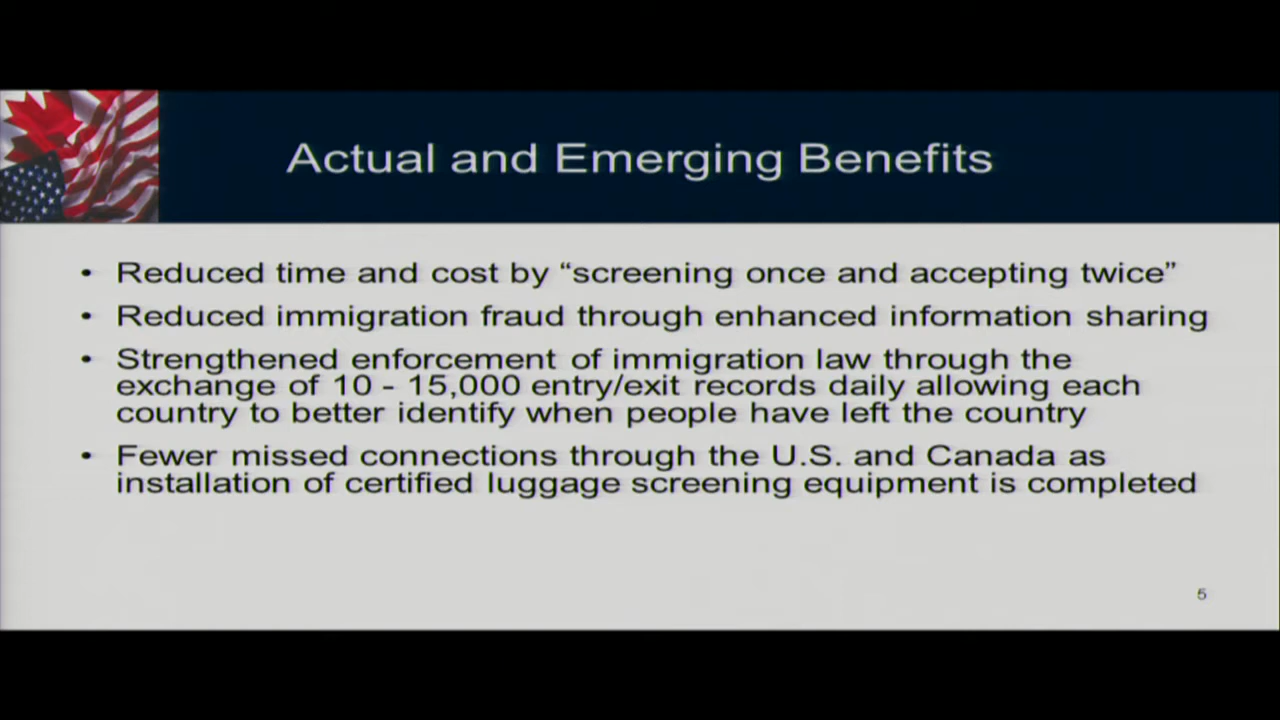 Actual and Emerging Benefits
• Reduced time and cost by “screening once and accepting twice”
• Reduced immigration fraud through enhanced information sharing
• Strengthened enforcement of immigration law through the
exchange of 10 - 15,000 entry/exit records daily allowing each
country to better identify when people have left the country
• Fewer missed connections through the U.S. and Canada as
installation of certified luggage screening equipment is completed
5